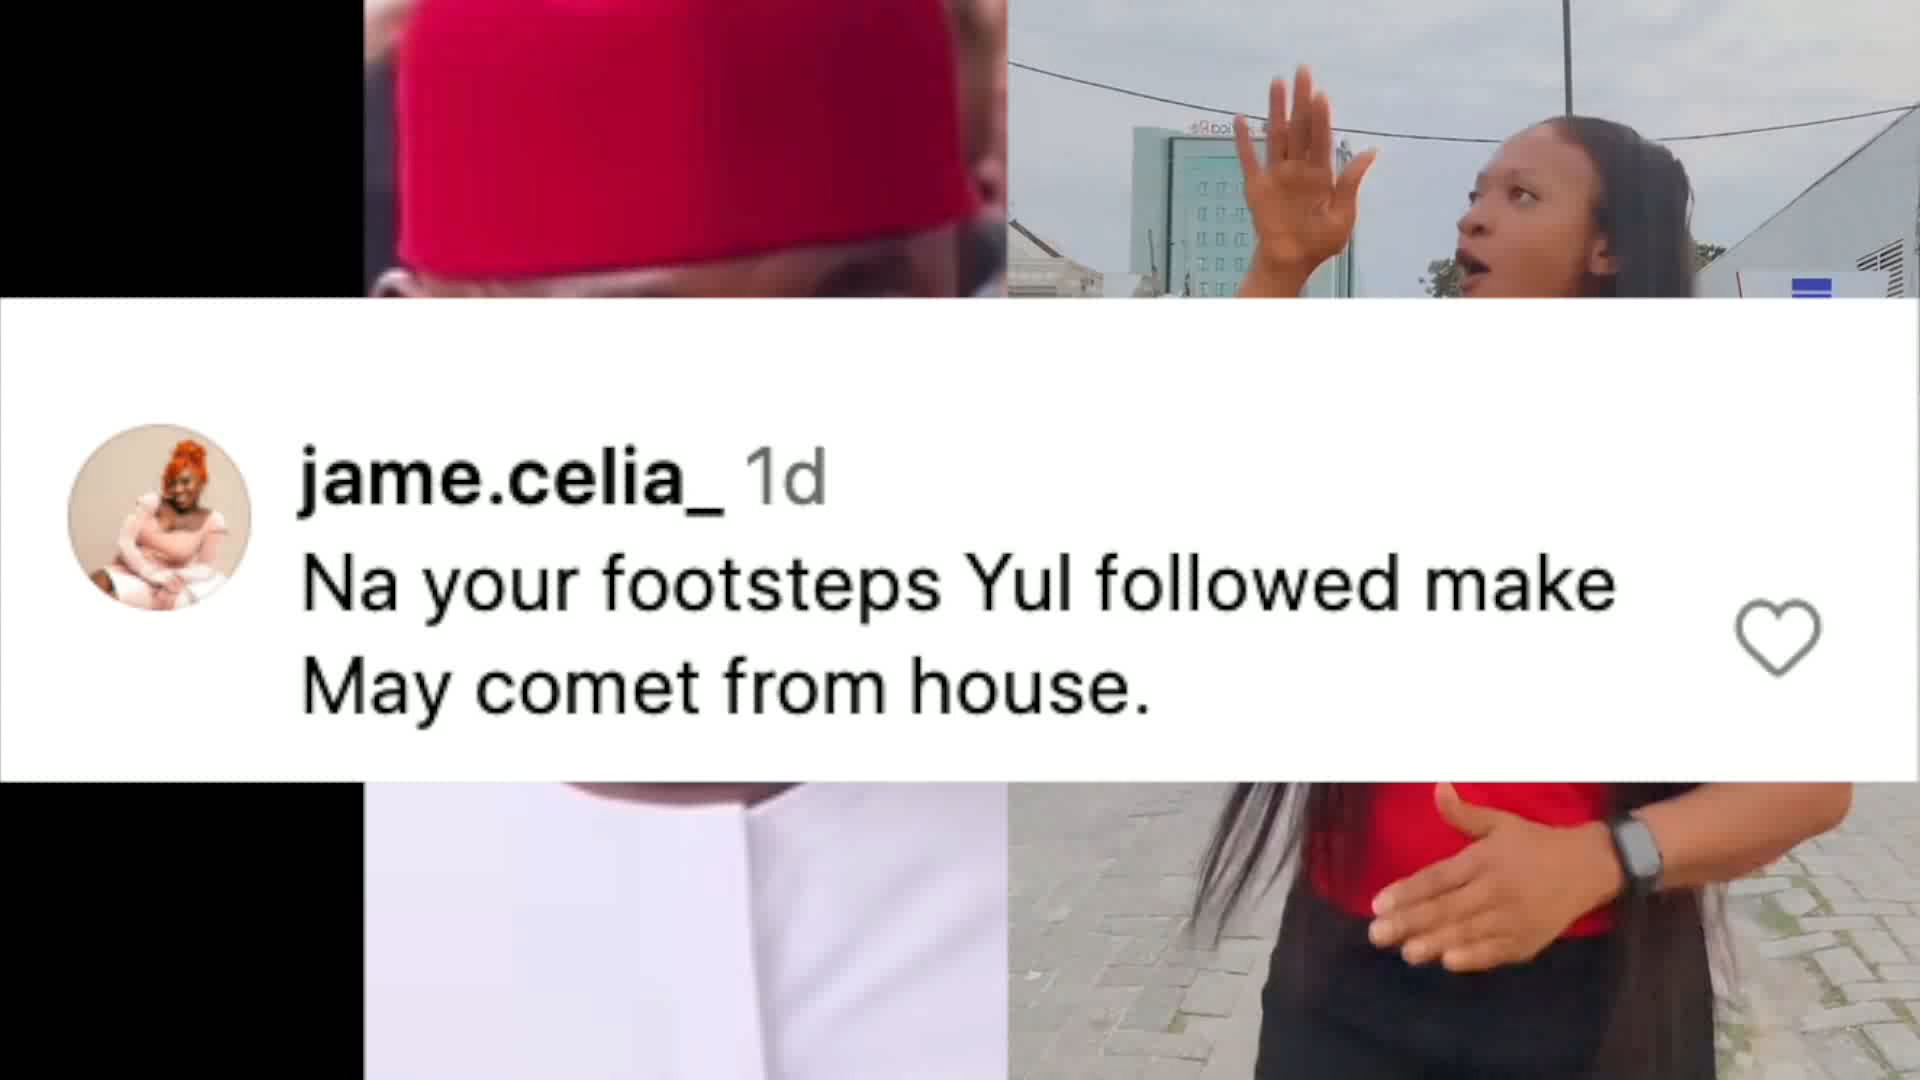 jame.celia_ 1d
Na your footsteps Yul followed make
May comet from house.